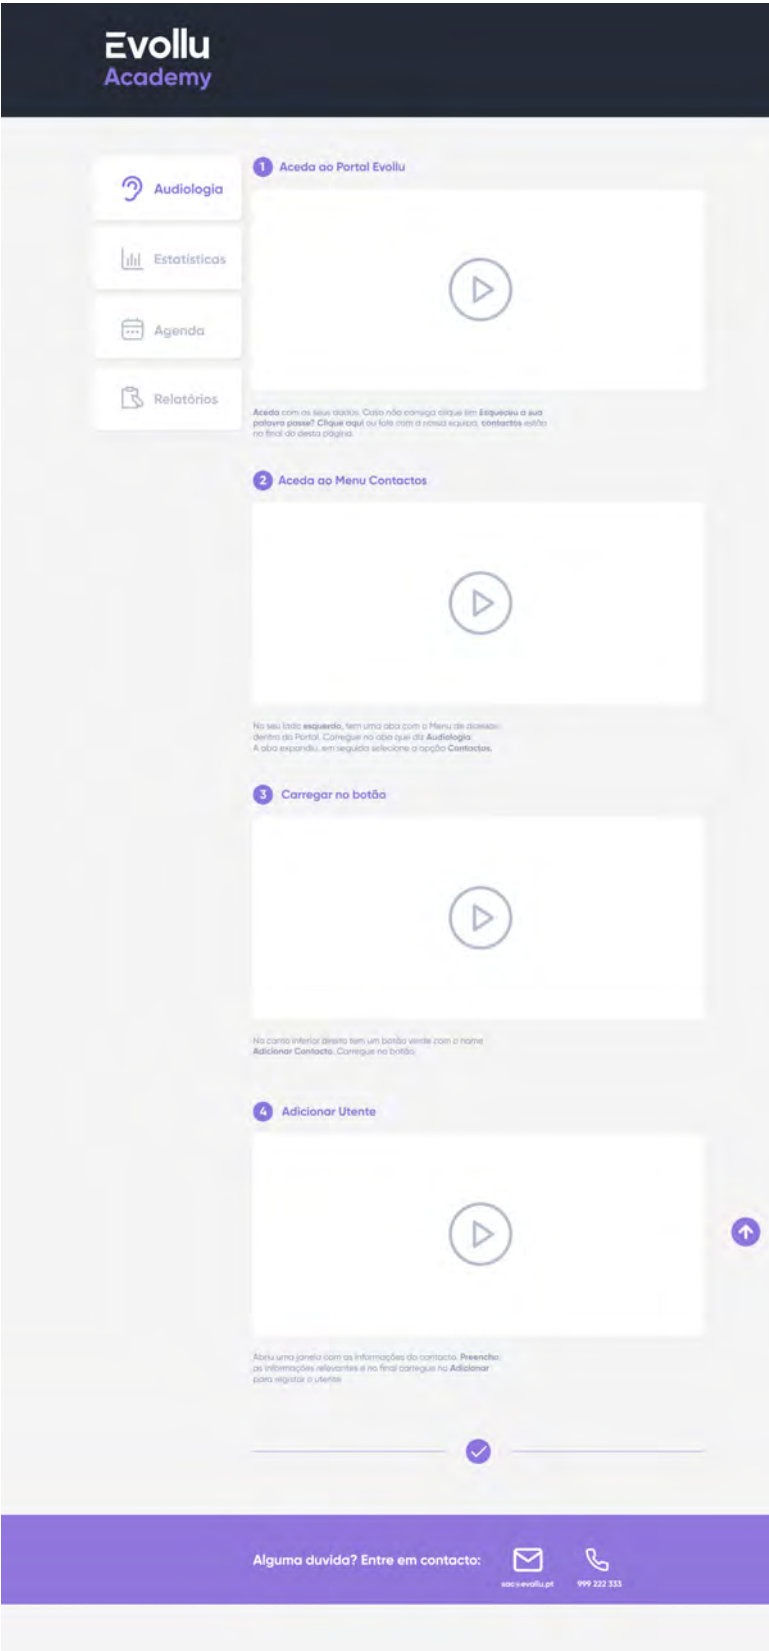 Evollu
Academy
Audiologia
Estatísticas
Agenda
Relatórios
1 Aceda ao Portal Evollu
Aceda com os seus dados. Caso não consiga clique em Esqueceu a sua
palavra passe? Clique aqui ou fale com a nossa equipa, contactos estão
no final do desta página.
2 Aceda ao Menu Contactos
No seu lado esquerdo, tem uma aba com o Menu de acesso
dentro do Portal. Carregue na aba que diz Audiologia
A aba expandiu, em seguida selecione a opção Contactos.
3 Carregar no botão
No canto inferior direito tem um botão verde com o nome
Adicionar Contacto. Carregue no botão.
4 Adicionar Utente
Abriu uma janela com as informações do contacto. Preencha
as informações relevantes e no final carregue no Adicionar
para registar o utente
Alguma duvida? Entre em contacto:
sac@evollu.pt
999 222 333